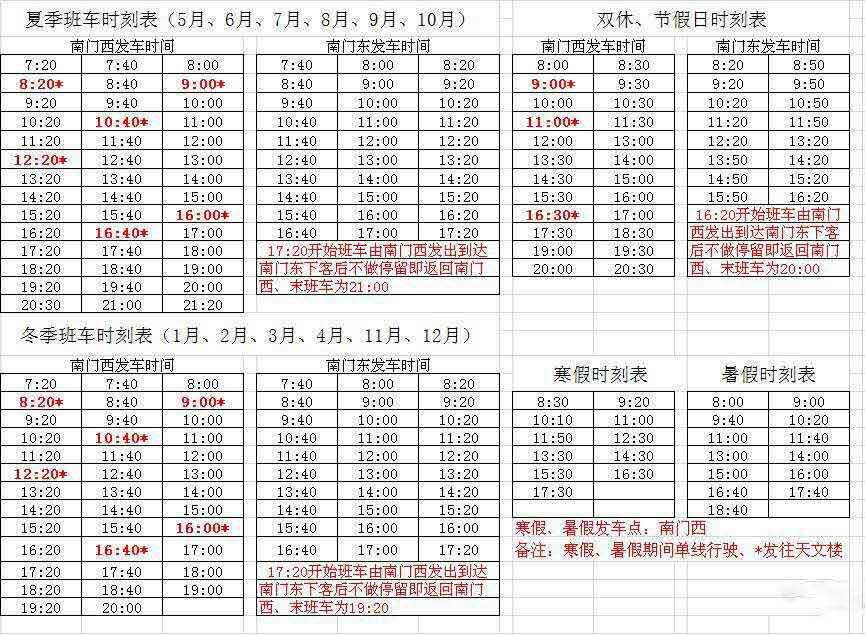 夏季班车时刻表（5月、6月、7月、8月、9月、10月）
南门西发车时间
7:20 7:40 8:00
8:20* 8:40 9:00*
9:20 9:40 10:00
10:20 10:40* 11:00
11:20 11:40 12:00
12:20* 12:40 13:00
13:20 13:40 14:00
14:20 14:40 15:00
15:20 15:40 16:00*
16:20 16:40* 17:00
17:20 17:40 18:00
18:20 18:40 19:00
19:20 19:40 20:00
20:30 21:00 21:20
南门东发车时间
7:40 8:00 8:20
8:40 9:00 9:20
9:40 10:00 10:20
10:40 11:00 11:20
11:40 12:00 12:20
12:40 13:00 13:20
13:40 14:00 14:20
14:40 15:00 15:20
15:40 16:00 16:20
16:40 17:00 17:20
17:20开始班车由南门西发出到达
南门东下客后不做停留即返回南门
西、末班车为21:00
双休、节假日时刻表
南门西发车时间
8:00 8:30
9:00* 9:30
10:00 10:30
11:00* 11:30
12:00 13:00
13:30 14:00
14:30 15:00
15:30 16:00
16:30* 17:00
17:30 18:30
19:00 19:30
20:00 20:30
南门东发车时间
8:20 8:50
9:20 9:50
10:20 10:50
11:20 11:50
12:20 13:20
13:50 14:20
14:50 15:20
15:50 16:20
16:20开始班车由南门
西发出到达南门东下客
后不做停留即返回南门
西、末班车为20:00
冬季班车时刻表（1月、2月、3月、4月、11月、12月）
南门西发车时间
7:20 7:40 8:00
8:20* 8:40 9:00*
9:20 9:40 10:00
10:20 10:40* 11:00
11:20 11:40 12:00
12:20* 12:40 13:00
13:20 13:40 14:00
14:20 14:40 15:00
15:20 15:40 16:00*
16:20 16:40* 17:00
17:20 17:40 18:00
18:20 18:40 19:00
19:20 20:00
南门东发车时间
7:40 8:00 8:20
8:40 9:00 9:20
9:40 10:00 10:20
10:40 11:00 11:20
11:40 12:00 12:20
12:40 13:00 13:20
13:40 14:00 14:20
14:40 15:00 15:20
15:40 16:00 16:00
16:40 17:00 17:20
17:20开始班车由南门西发出到达
南门东下客后不做停留即返回南门
西、末班车为19:20
寒假时刻表
8:30 9:20
10:10 11:00
11:50 12:30
13:30 14:30
15:30 16:30
17:30
暑假时刻表
8:00 9:00
9:40 10:20
11:00 11:40
13:00 14:00
15:00 16:00
16:40 17:40
18:40
寒假、暑假发车点：南门西
备注：寒假、暑假期间单线行驶、*发往天文楼